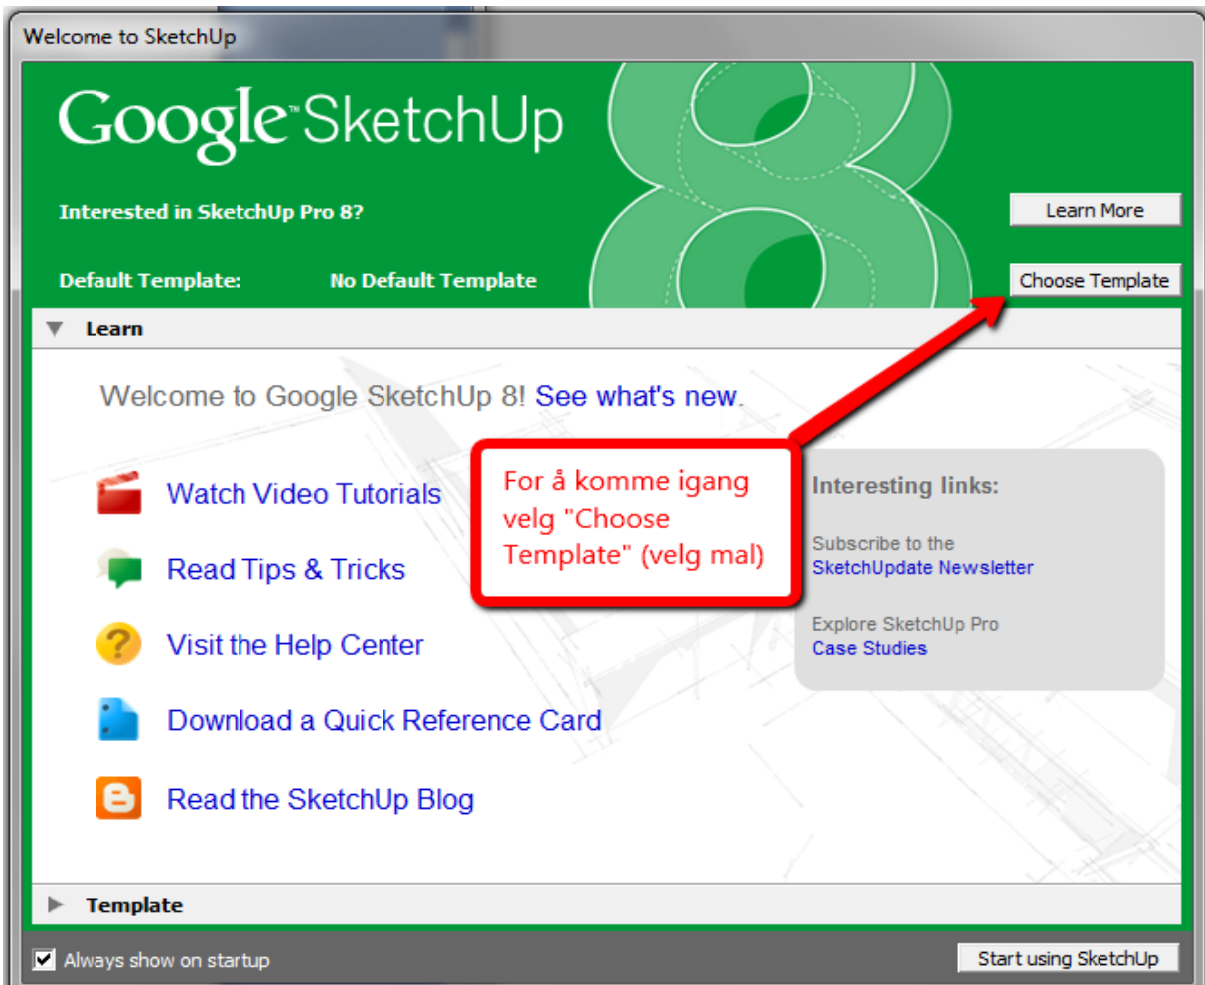 Welcome to SketchUp
Google™ SketchUp
8
Interested in SketchUp Pro 8?
Learn More
Default Template: No Default Template
Choose Template
Learn
Welcome to Google SketchUp 8! See what's new.
Watch Video Tutorials
Read Tips & Tricks
Visit the Help Center
Download a Quick Reference Card
Read the SketchUp Blog
For å komme igang
velg "Choose
Template" (velg mal)
Interesting links:
Subscribe to the
SketchUpdate Newsletter
Explore SketchUp Pro
Case Studies
Template
Always show on startup
Start using SketchUp